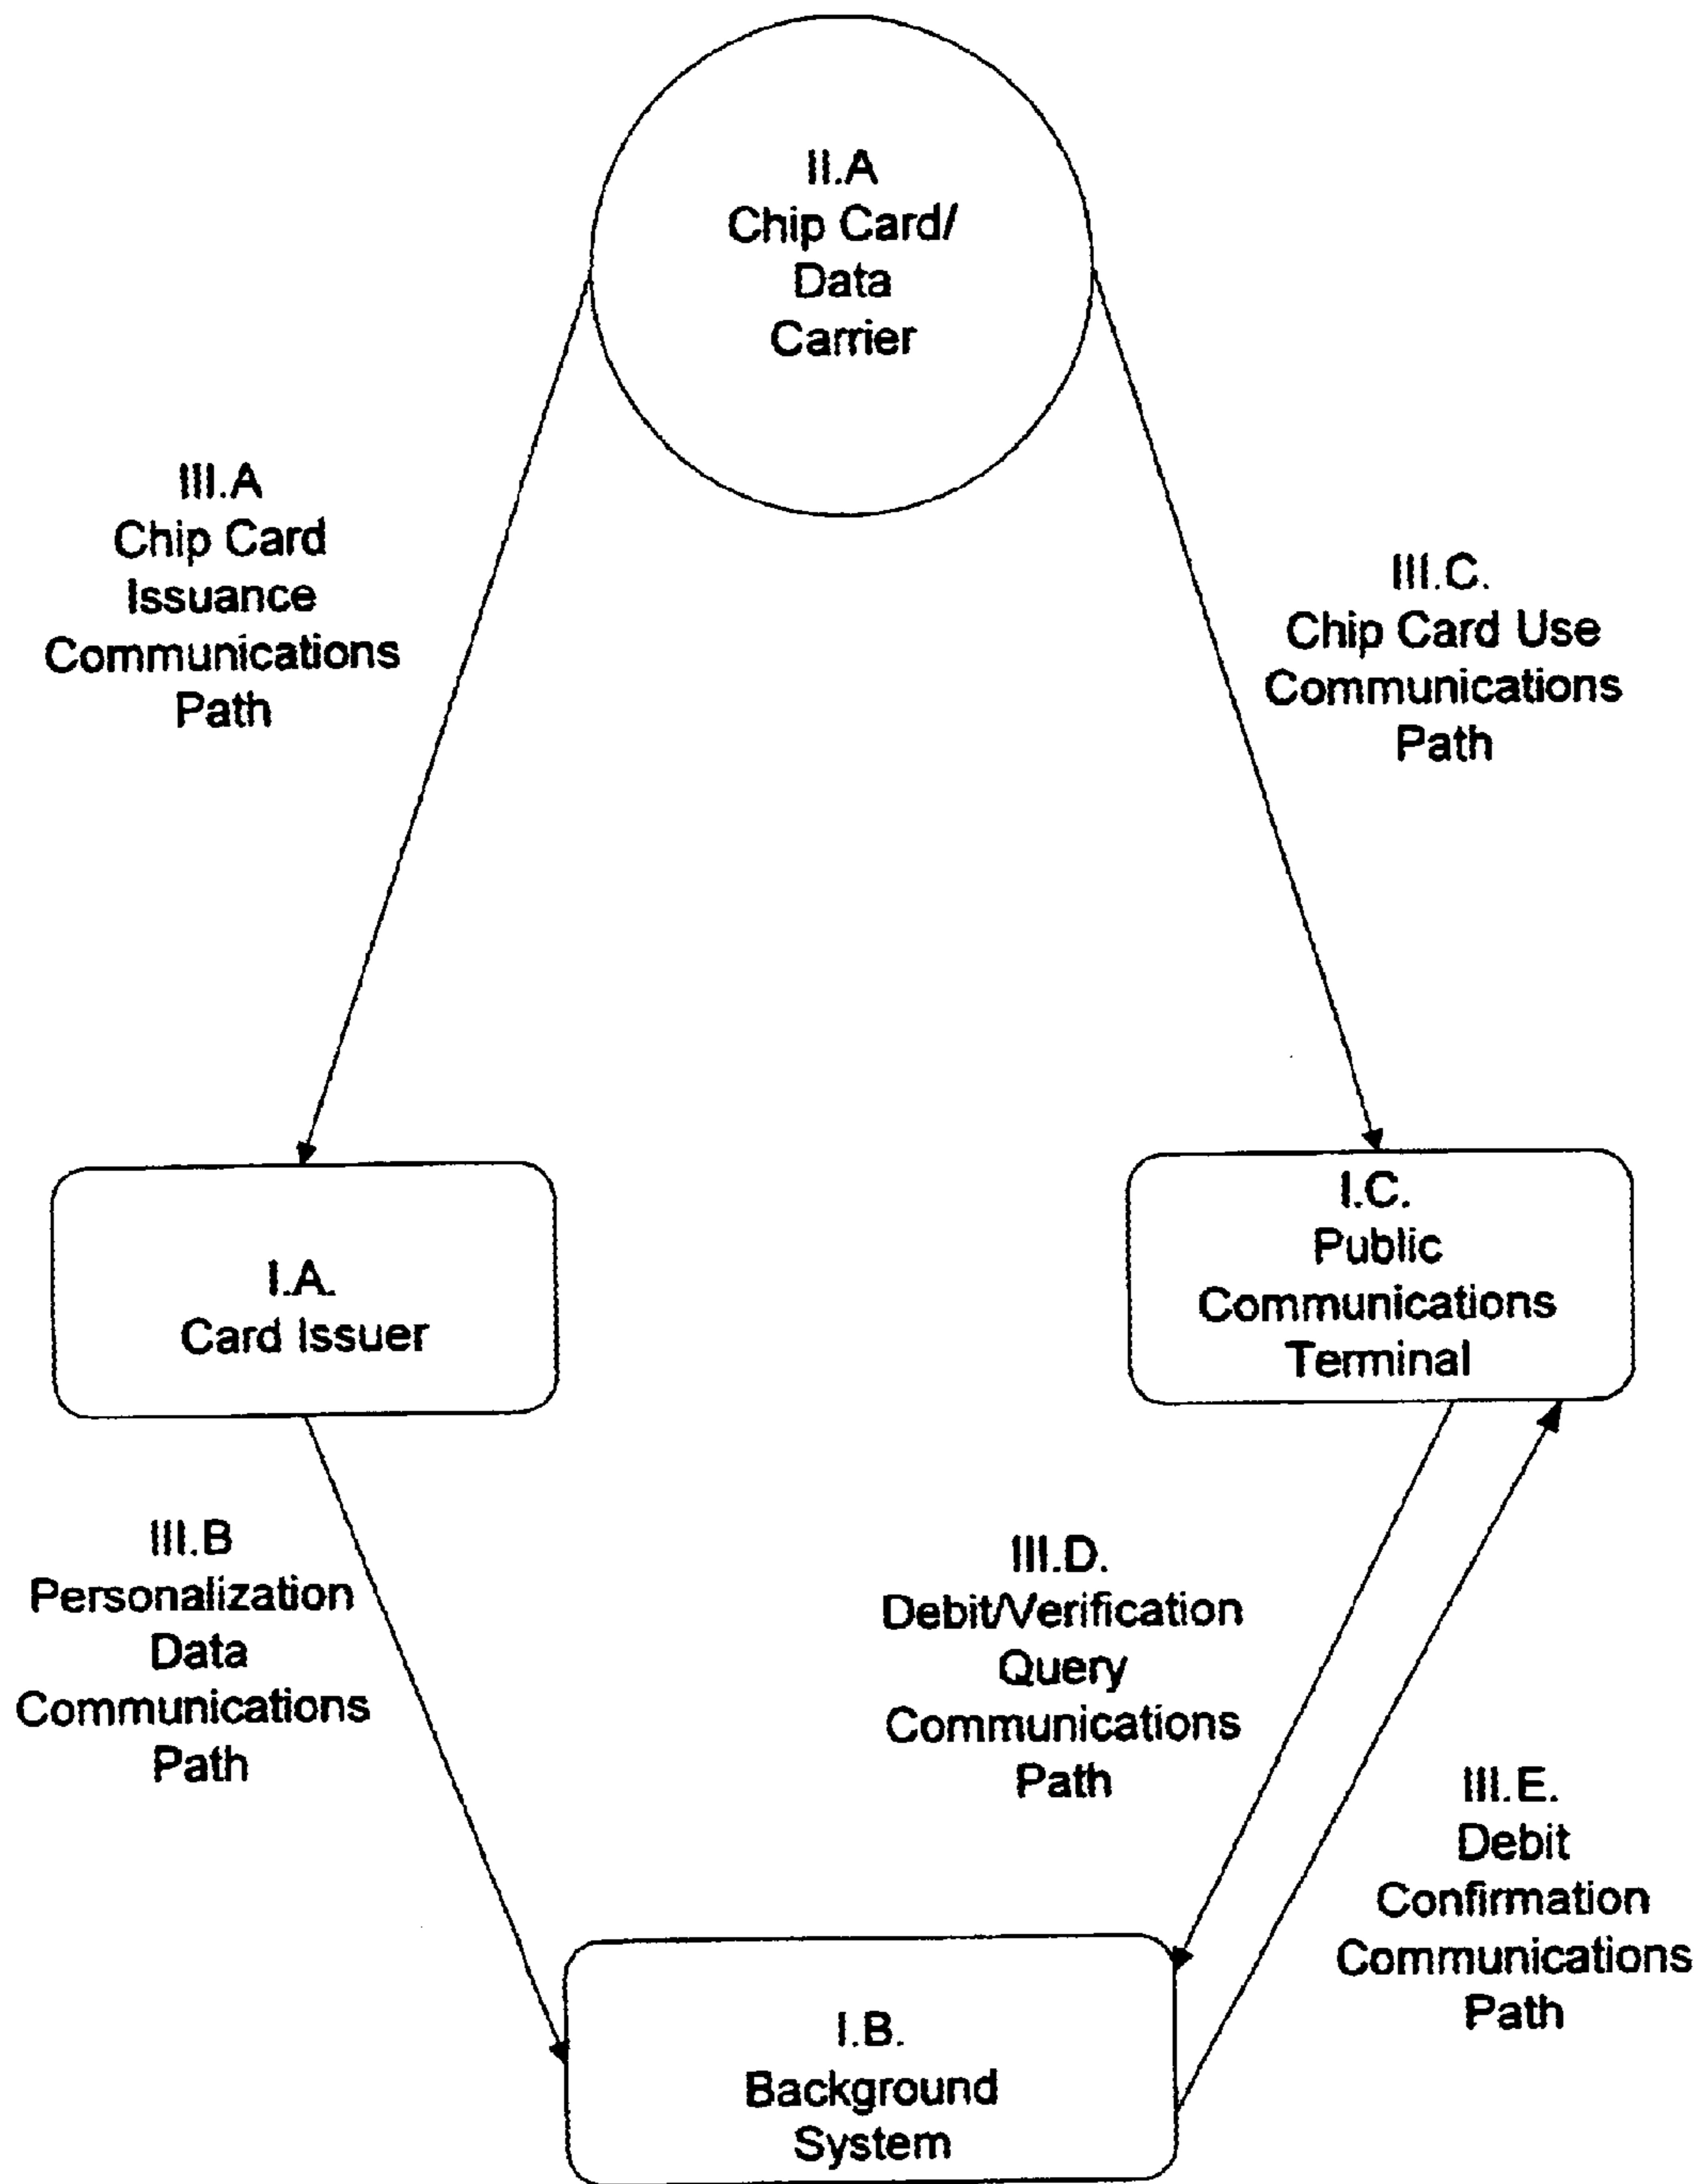 II.A
Chip Card/
Data
Carrier
III.A
Chip Card
Issuance
Communications
Path
III.C.
Chip Card Use
Communications
Path
I.A.
Card Issuer
I.C.
Public
Communications
Terminal
III.B
Personalization
Data
Communications
Path
III.D.
Debit/Verification
Query
Communications
Path
III.E.
Debit
Confirmation
Communications
Path
I.B.
Background
System